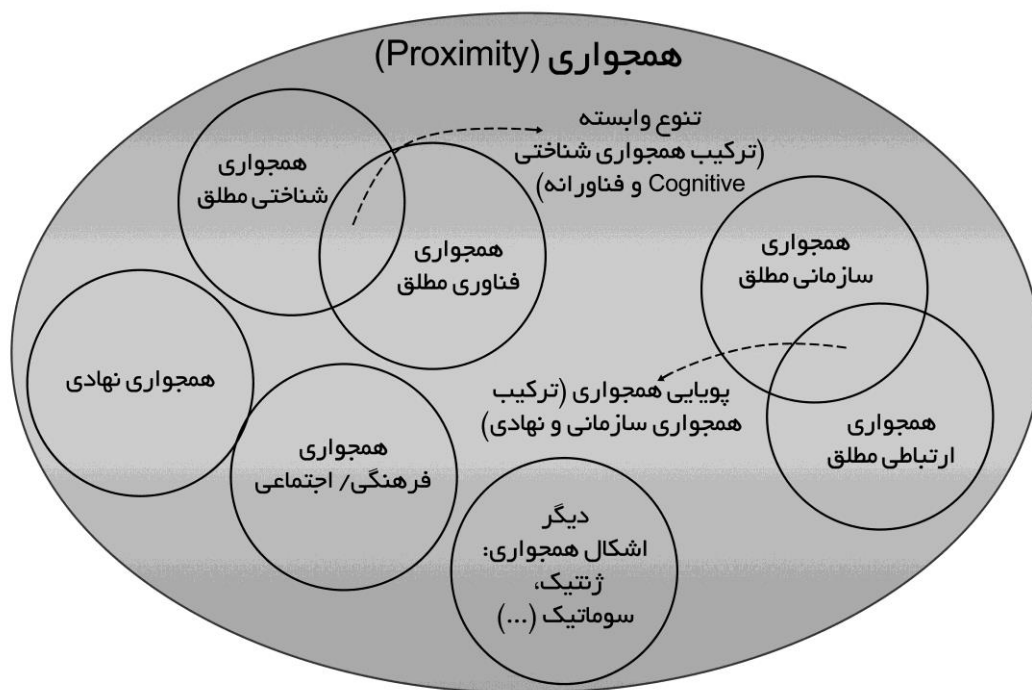 همجواری (Proximity)
تنوع وابسته
(ترکیب همجواری شناختی
Cognitive و فناورانه)
همجواری
شناختی مطلق
همجواری
فناوری مطلق
همجواری
سازمانی مطلق
همجواری نهادی
پویایی همجواری (ترکیب
همجواری سازمانی و نهادی)
همجواری
ارتباطی مطلق
همجواری
فرهنگی/ اجتماعی
دیگر
اشکال همجواری:
ژنتیک،
سوماتیک (...)